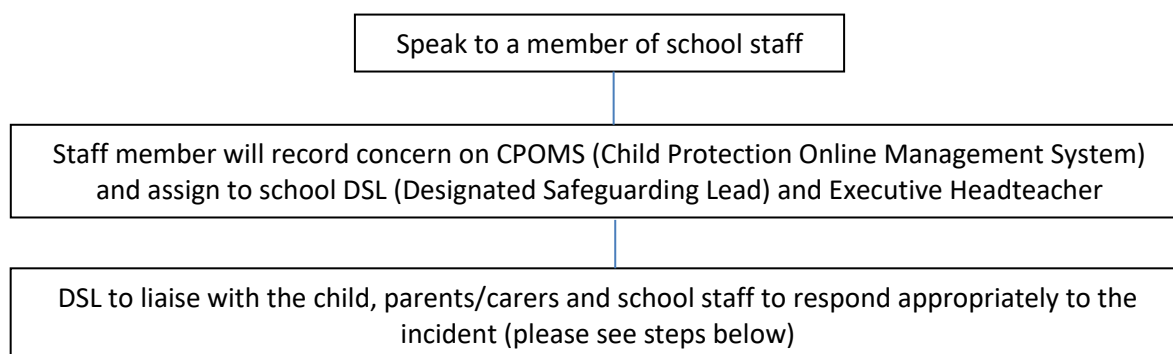 Speak to a member of school staff
Staff member will record concern on CPOMS (Child Protection Online Management System)
and assign to school DSL (Designated Safeguarding Lead) and Executive Headteacher
DSL to liaise with the child, parents/carers and school staff to respond appropriately to the
incident (please see steps below)